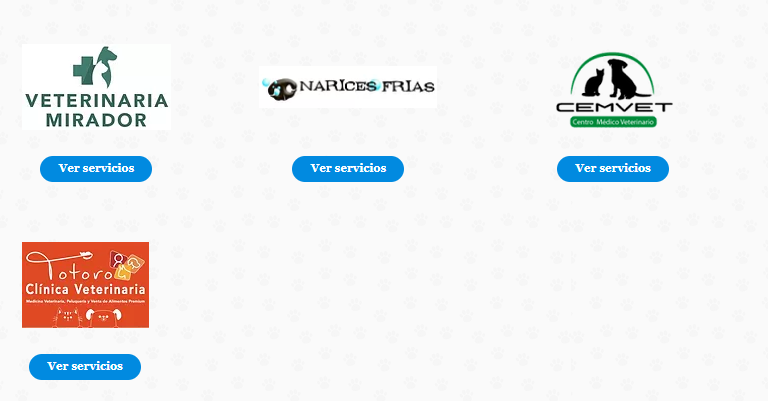 VETERINARIA
MIRADOR
NARICES FRIAS
CEMVET
Centro Médico Veterinario
Ver servicios
Ver servicios
Ver servicios
Totoro
Clínica Veterinaria
Medicina Veterinaria, Peluquería y Venta de Alimentos Premium
Ver servicios